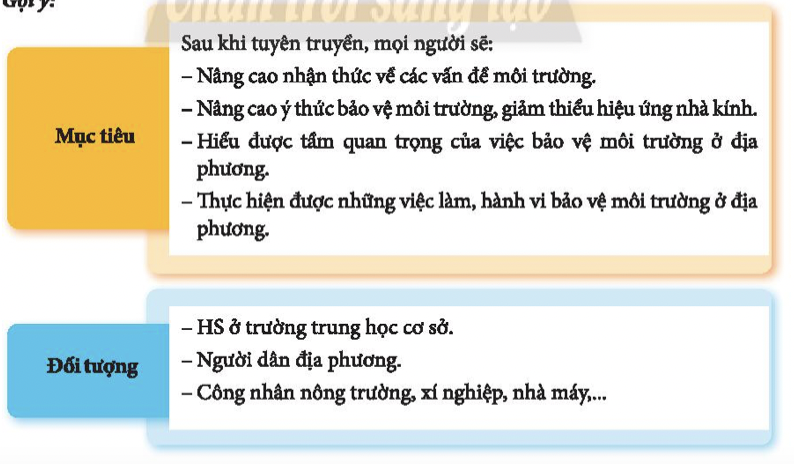 Gợi ý:
Chân trời sáng tạo
Sau khi tuyên truyền, mọi người sẽ:
Mục tiêu
– Nâng cao nhận thức về các vấn đề môi trường.
– Nâng cao ý thức bảo vệ môi trường, giảm thiểu hiệu ứng nhà kính.
– Hiểu được tầm quan trọng của việc bảo vệ môi trường ở địa
phương.
– Thực hiện được những việc làm, hành vi bảo vệ môi trường ở địa
phương.
Đối tượng
– HS ở trường trung học cơ sở.
– Người dân địa phương.
– Công nhân nông trường, xí nghiệp, nhà máy,...